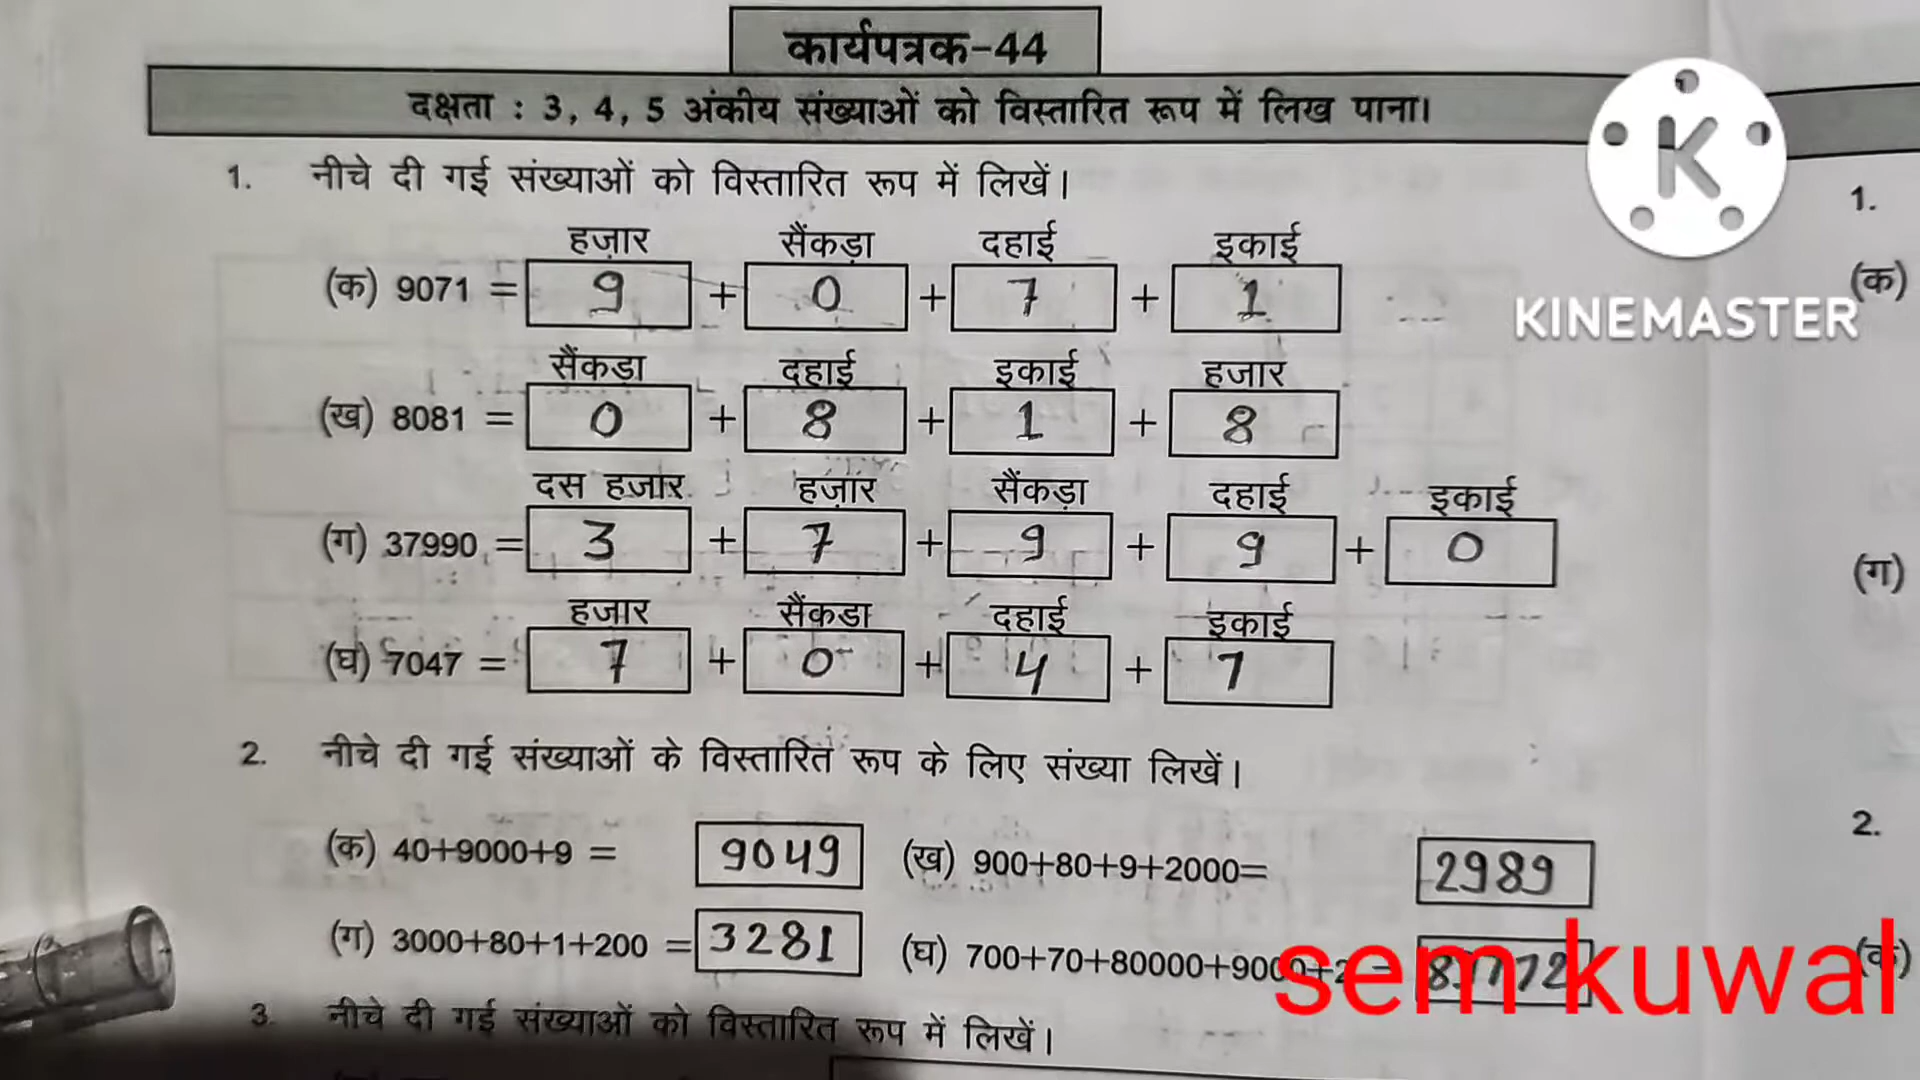 कार्यपत्रक-44
दक्षता : 3, 4, 5 अंकीय संख्याओं को विस्तारित रूप में लिख पाना।
1. नीचे दी गई संख्याओं को विस्तारित रूप में लिखें।
हज़ार सैंकड़ा दहाई इकाई
(क) 9071 = 9 + 0 + 7 + 1
सैंकड़ा दहाई इकाई हजार
(ख) 8081 = 0 + 8 + 1 + 8
दस हजार हज़ार सैंकड़ा दहाई इकाई
(ग) 37990 = 3 + 7 + 9 + 9 + 0
हजार सैंकडा दहाई इकाई
(घ) 7047 = 7 + 0 + 4 + 7
2. नीचे दी गई संख्याओं के विस्तारित रूप के लिए संख्या लिखें।
(क) 40+9000+9 = 9049 (ख) 900+80+9+2000= 2989
(ग) 3000+80+1+200 = 3281 (घ) 700+70+80000+9000+2 =
3. नीचे दी गई संख्याओं को विस्तारित रूप में लिखें।
KINEMASTER
sem kuwal
1.
(क)
(ग)
2.
(क)